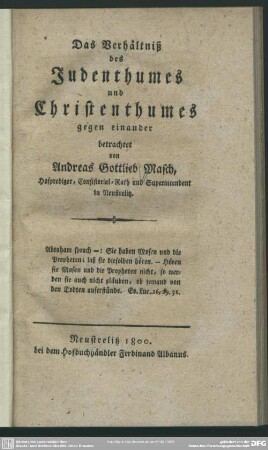 Das Verhältniß
des
Judenthumes
und
Christenthumes
gegen einander
betrachtet
von
Andreas Gottlieb Masch,
Hofprediger, Consistorial-Rath und Superintendent
in Neustrelitz.
Abraham sprach —: Sie haben Mosen und die
Propheten: laß sie dieselben hören. — Hören
sie Mosen und die Propheten nicht, so wer-
den sie auch nicht gläuben, ob jemand von
den Todten auferstünde. Ev. Luc. 16, 31.
Neustrelitz 1800.
bei dem Hofbuchhändler Ferdinand Albanus.